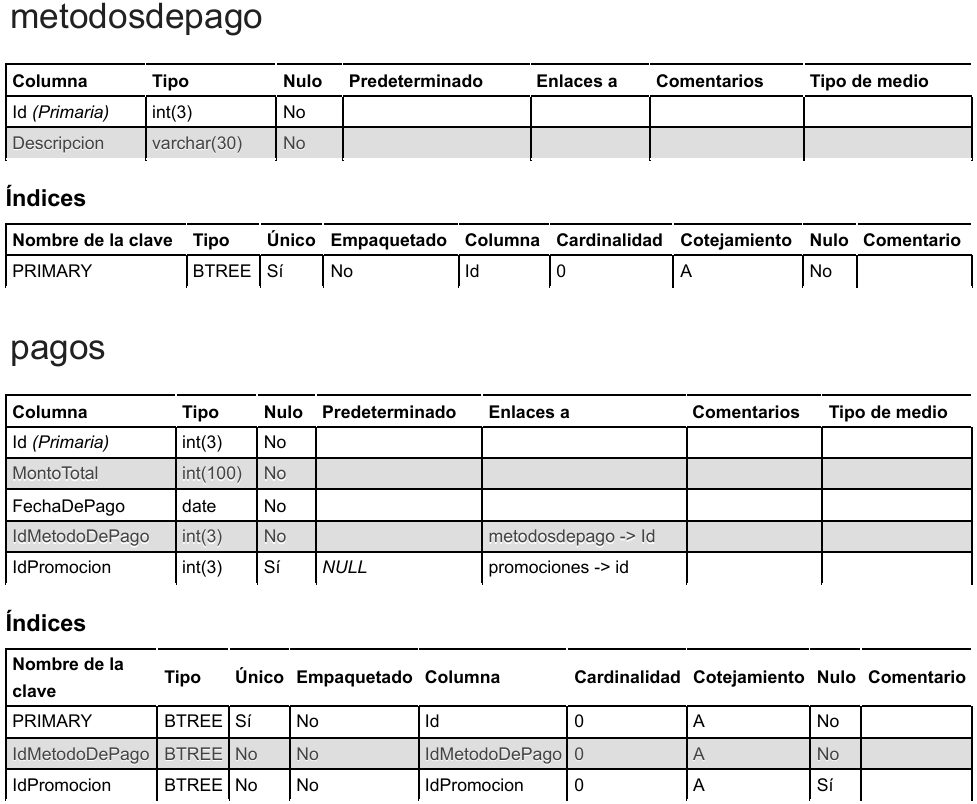 metodosdepago
Columna Tipo Nulo Predeterminado Enlaces a Comentarios Tipo de medio
Id (Primaria) int(3) No
Descripcion varchar(30) No
Índices
Nombre de la clave Tipo Único Empaquetado Columna Cardinalidad Cotejamiento Nulo Comentario
PRIMARY BTREE Sí No Id 0 A No
pagos
Columna Tipo Nulo Predeterminado Enlaces a Comentarios Tipo de medio
Id (Primaria) int(3) No
MontoTotal int(100) No
FechaDePago date No
IdMetodoDePago int(3) No metodosdepago -> Id
IdPromocion int(3) Sí NULL promociones -> id
Índices
Nombre de la
clave Tipo Único Empaquetado Columna Cardinalidad Cotejamiento Nulo Comentario
PRIMARY BTREE Sí No Id 0 A No
IdMetodoDePago BTREE No No IdMetodoDePago 0 A No
IdPromocion BTREE No No IdPromocion 0 A Sí